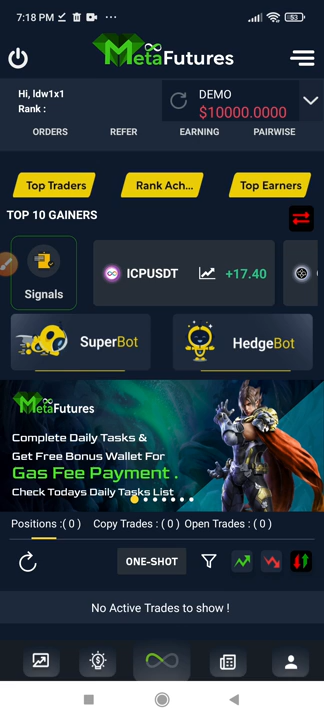 7:18 PM
53
MetaFutures
Hi, ldw1x1
Rank :
DEMO
$10000.0000
ORDERS REFER EARNING PAIRWISE
Top Traders Rank Ach... Top Earners
TOP 10 GAINERS
Signals
ICPUSDT +17.40
SuperBot HedgeBot
MetaFutures
Complete Daily Tasks &
Get Free Bonus Wallet For
Gas Fee Payment .
Check Todays Daily Tasks List
Positions :( 0 ) Copy Trades : ( 0 ) Open Trades : ( 0 )
ONE-SHOT
No Active Trades to show !